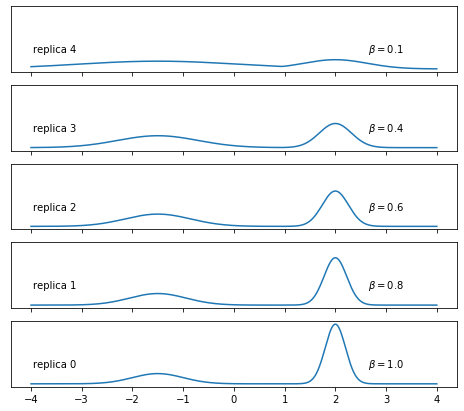 replica 4 β = 0.1
replica 3 β = 0.4
replica 2 β = 0.6
replica 1 β = 0.8
replica 0 β = 1.0
−4 −3 −2 −1 0 1 2 3 4